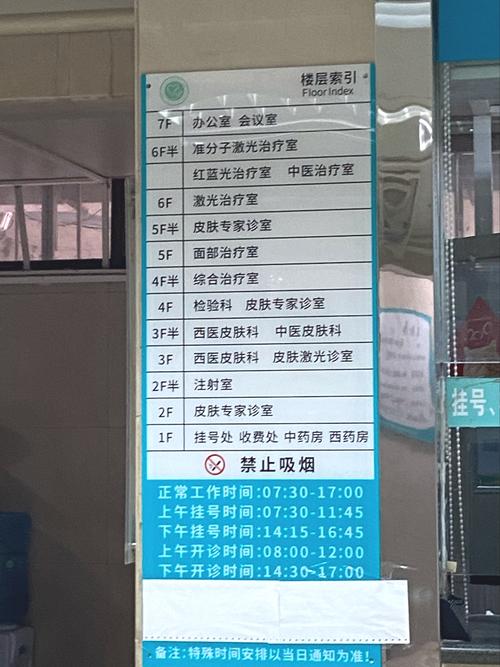 楼层索引
Floor Index
7F 办公室 会议室
6F半 准分子激光治疗室
红蓝光治疗室 中医治疗室
6F 激光治疗室
5F半 皮肤专家诊室
5F 面部治疗室
4F半 综合治疗室
4F 检验科 皮肤专家诊室
3F半 西医皮肤科 中医皮肤科
3F 西医皮肤科 皮肤激光诊室
2F半 注射室
2F 皮肤专家诊室
1F 挂号处 收费处 中药房 西药房
禁止吸烟
正常工作时间:07:30-17:00
上午挂号时间:07:30-11:45
下午挂号时间:14:15-16:45
上午开诊时间:08:00-12:00
下午开诊时间:14:30-17:00
备注:特殊时间安排以当日通知为准!
挂号、